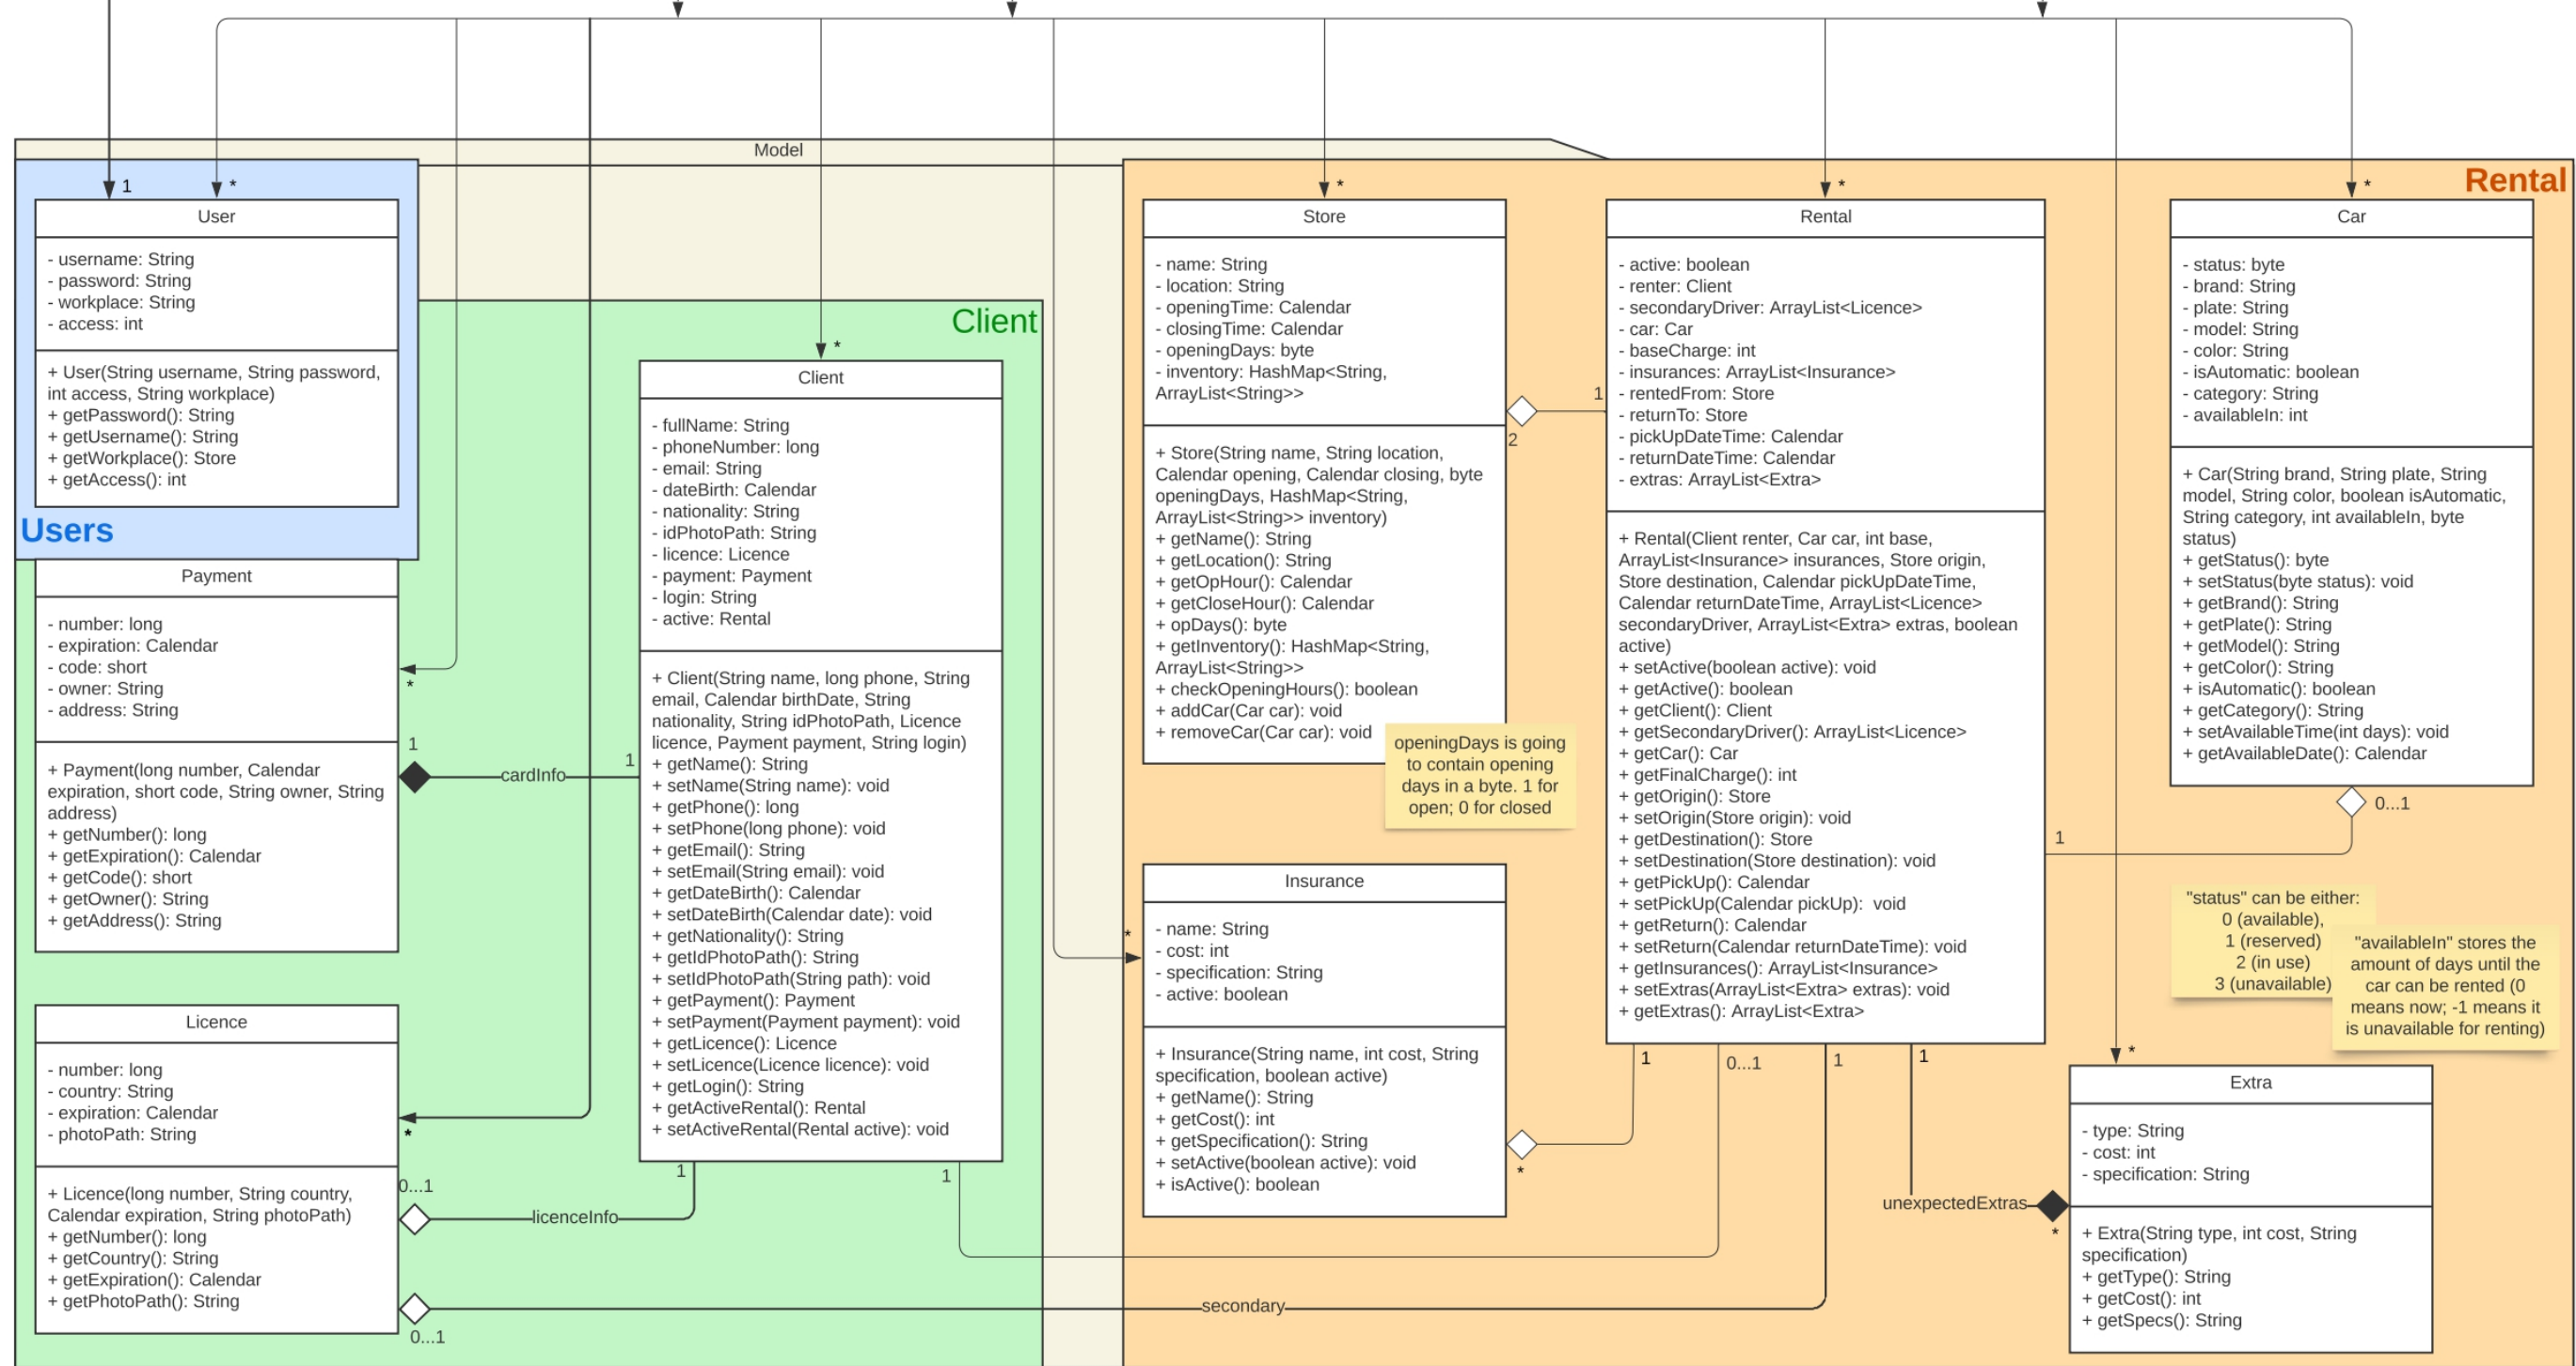 Model
1
*
User
- username: String
- password: String
- workplace: String
- access: int
+ User(String username, String password,
int access, String workplace)
+ getPassword(): String
+ getUsername(): String
+ getWorkplace(): Store
+ getAccess(): int
Users
Payment
- number: long
- expiration: Calendar
- code: short
- owner: String
- address: String
*
1
+ Payment(long number, Calendar
expiration, short code, String owner, String
address)
+ getNumber(): long
+ getExpiration(): Calendar
+ getCode(): short
+ getOwner(): String
+ getAddress(): String
cardInfo
1
Licence
- number: long
- country: String
- expiration: Calendar
- photoPath: String
*
0...1
+ Licence(long number, String country,
Calendar expiration, String photoPath)
+ getNumber(): long
+ getCountry(): String
+ getExpiration(): Calendar
+ getPhotoPath(): String
licenceInfo
0...1
Client
*
Client
- fullName: String
- phoneNumber: long
- email: String
- dateBirth: Calendar
- nationality: String
- idPhotoPath: String
- licence: Licence
- payment: Payment
- login: String
- active: Rental
+ Client(String name, long phone, String
email, Calendar birthDate, String
nationality, String idPhotoPath, Licence
licence, Payment payment, String login)
+ getName(): String
+ setName(String name): void
+ getPhone(): long
+ setPhone(long phone): void
+ getEmail(): String
+ setEmail(String email): void
+ getDateBirth(): Calendar
+ setDateBirth(Calendar date): void
+ getNationality(): String
+ getIdPhotoPath(): String
+ setIdPhotoPath(String path): void
+ getPayment(): Payment
+ setPayment(Payment payment): void
+ getLicence(): Licence
+ setLicence(Licence licence): void
+ getLogin(): String
+ getActiveRental(): Rental
+ setActiveRental(Rental active): void
1
1
secondary
Rental
*
Store
- name: String
- location: String
- openingTime: Calendar
- closingTime: Calendar
- openingDays: byte
- inventory: HashMap<String,
ArrayList<String>>
+ Store(String name, String location,
Calendar opening, Calendar closing, byte
openingDays, HashMap<String,
ArrayList<String>> inventory)
+ getName(): String
+ getLocation(): String
+ getOpHour(): Calendar
+ getCloseHour(): Calendar
+ opDays(): byte
+ getInventory(): HashMap<String,
ArrayList<String>>
+ checkOpeningHours(): boolean
+ addCar(Car car): void
+ removeCar(Car car): void
openingDays is going
to contain opening
days in a byte. 1 for
open; 0 for closed
1
2
*
Insurance
- name: String
- cost: int
- specification: String
- active: boolean
+ Insurance(String name, int cost, String
specification, boolean active)
+ getName(): String
+ getCost(): int
+ getSpecification(): String
+ setActive(boolean active): void
+ isActive(): boolean
*
*
Rental
- active: boolean
- renter: Client
- secondaryDriver: ArrayList<Licence>
- car: Car
- baseCharge: int
- insurances: ArrayList<Insurance>
- rentedFrom: Store
- returnTo: Store
- pickUpDateTime: Calendar
- returnDateTime: Calendar
- extras: ArrayList<Extra>
+ Rental(Client renter, Car car, int base,
ArrayList<Insurance> insurances, Store origin,
Store destination, Calendar pickUpDateTime,
Calendar returnDateTime, ArrayList<Licence>
secondaryDriver, ArrayList<Extra> extras, boolean
active)
+ setActive(boolean active): void
+ getActive(): boolean
+ getClient(): Client
+ getSecondaryDriver(): ArrayList<Licence>
+ getCar(): Car
+ getFinalCharge(): int
+ getOrigin(): Store
+ setOrigin(Store origin): void
+ getDestination(): Store
+ setDestination(Store destination): void
+ getPickUp(): Calendar
+ setPickUp(Calendar pickUp): void
+ getReturn(): Calendar
+ setReturn(Calendar returnDateTime): void
+ getInsurances(): ArrayList<Insurance>
+ setExtras(ArrayList<Extra> extras): void
+ getExtras(): ArrayList<Extra>
1
0...1
1
1
unexpectedExtras
*
*
Car
- status: byte
- brand: String
- plate: String
- model: String
- color: String
- isAutomatic: boolean
- category: String
- availableIn: int
+ Car(String brand, String plate, String
model, String color, boolean isAutomatic,
String category, int availableIn, byte
status)
+ getStatus(): byte
+ setStatus(byte status): void
+ getBrand(): String
+ getPlate(): String
+ getModel(): String
+ getColor(): String
+ isAutomatic(): boolean
+ getCategory(): String
+ setAvailableTime(int days): void
+ getAvailableDate(): Calendar
0...1
1
"status" can be either:
0 (available),
1 (reserved)
2 (in use)
3 (unavailable)
"availableIn" stores the
amount of days until the
car can be rented (0
means now; -1 means it
is unavailable for renting)
*
Extra
- type: String
- cost: int
- specification: String
+ Extra(String type, int cost, String
specification)
+ getType(): String
+ getCost(): int
+ getSpecs(): String